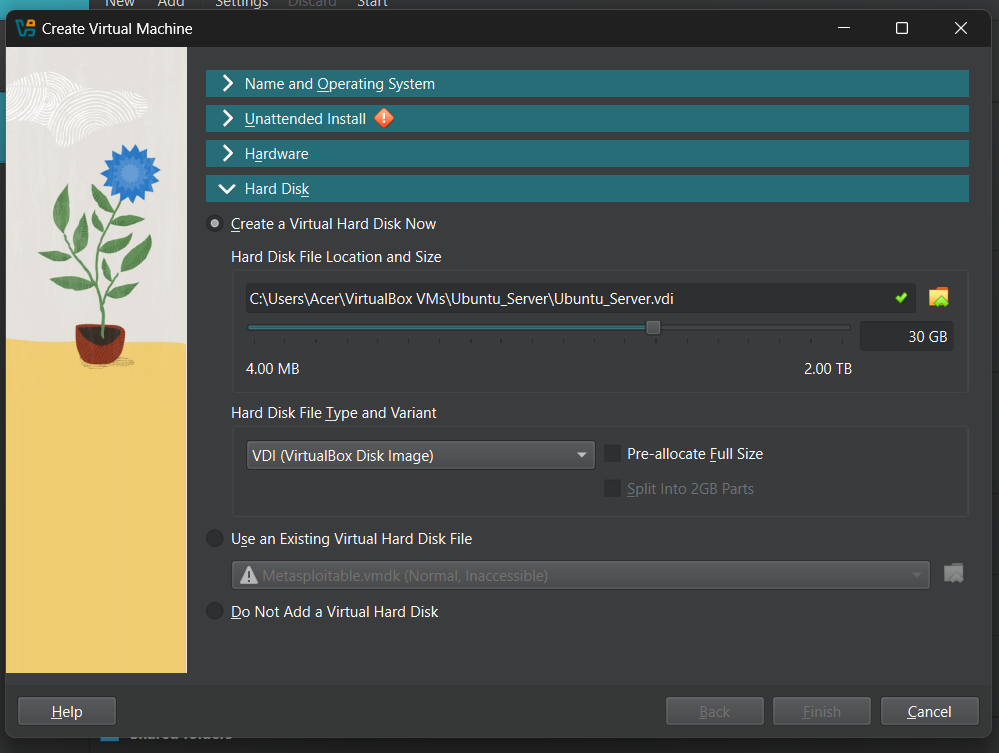 New Add Settings Discard Start
Create Virtual Machine
Name and Operating System
Unattended Install
Hardware
Hard Disk
Create a Virtual Hard Disk Now
Hard Disk File Location and Size
C:\Users\Acer\VirtualBox VMs\Ubuntu_Server\Ubuntu_Server.vdi
30 GB
4.00 MB 2.00 TB
Hard Disk File Type and Variant
VDI (VirtualBox Disk Image) Pre-allocate Full Size
Split Into 2GB Parts
Use an Existing Virtual Hard Disk File
Metasploitable.vmdk (Normal, Inaccessible)
Do Not Add a Virtual Hard Disk
Help Back Finish Cancel
Shared folders